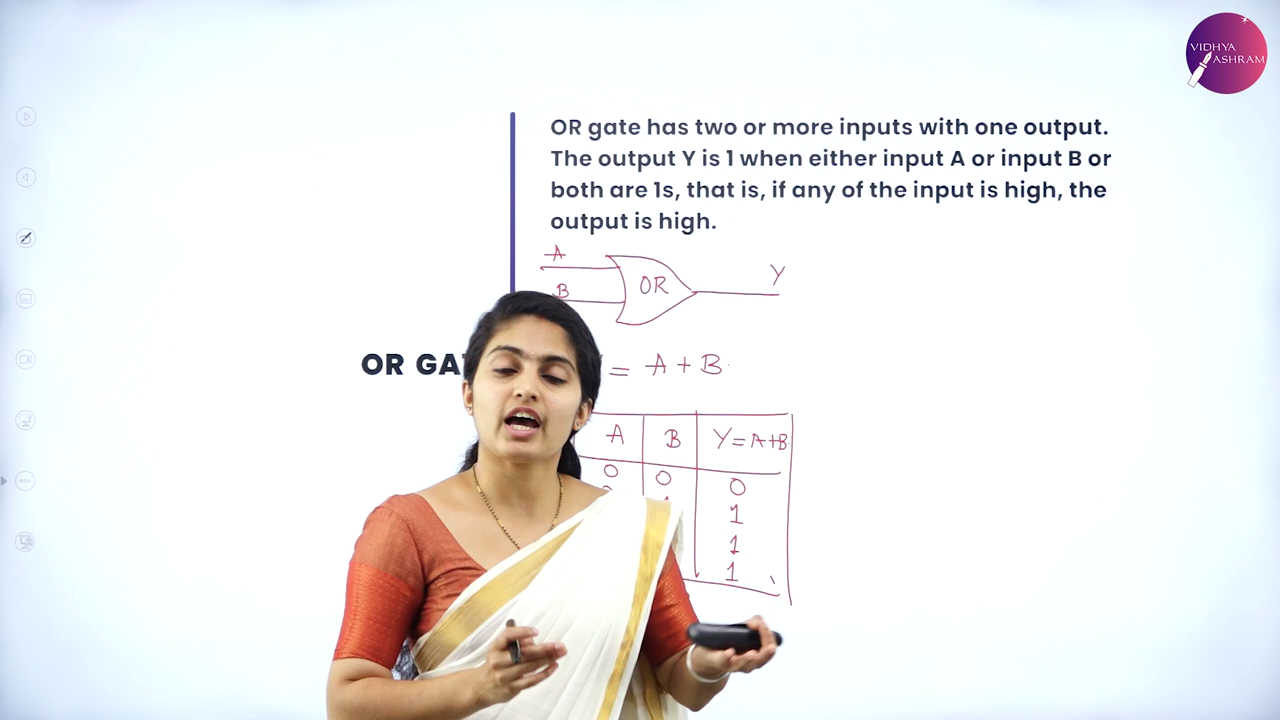 VIDHYA
ASHRAM
OR gate has two or more inputs with one output.
The output Y is 1 when either input A or input B or
both are 1s, that is, if any of the input is high, the
output is high.
A
B
OR
Y
OR GA
= A + B
A B Y=A+B
0 0 0
1
1
1